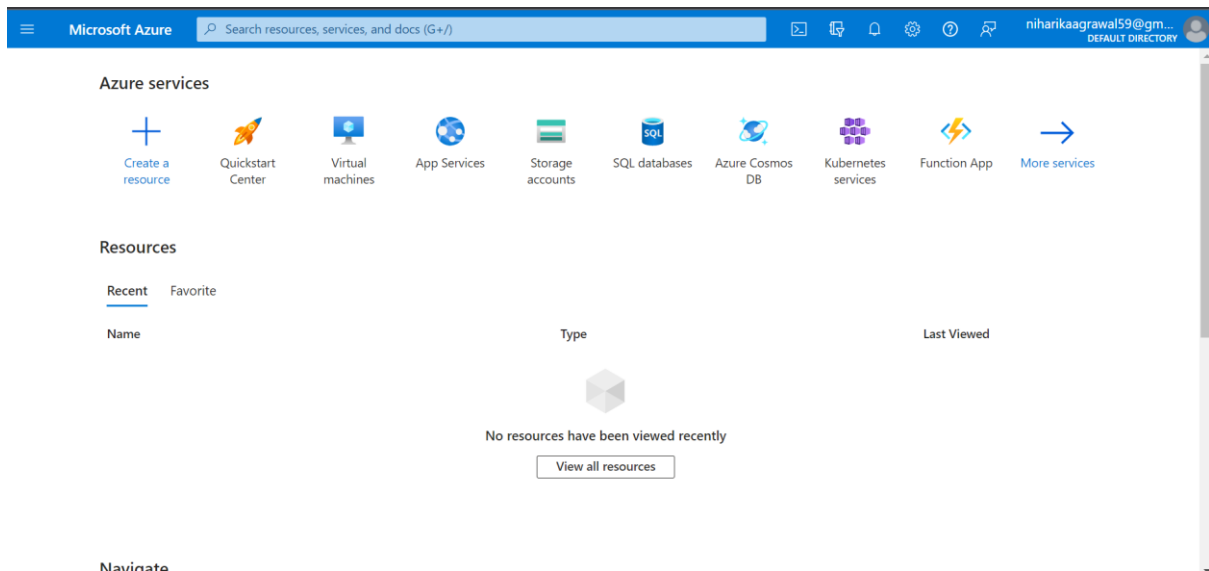 Microsoft Azure
Search resources, services, and docs (G+/)
niharikaagrawal59@gm...
DEFAULT DIRECTORY
Azure services
Create a
resource
Quickstart
Center
Virtual
machines
App Services
Storage
accounts
SQL
SQL databases
Azure Cosmos
DB
Kubernetes
services
Function App
More services
Resources
Recent Favorite
Name Type Last Viewed
No resources have been viewed recently
View all resources
Navigate